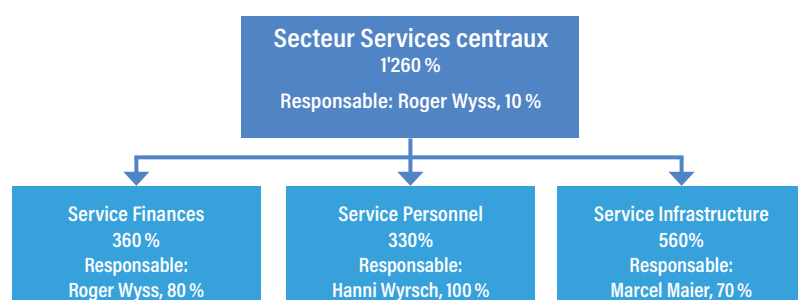 Secteur Services centraux
1'260 %
Responsable: Roger Wyss, 10 %
Service Finances
360 %
Responsable:
Roger Wyss, 80 %
Service Personnel
330%
Responsable:
Hanni Wyrsch, 100 %
Service Infrastructure
560%
Responsable:
Marcel Maier, 70 %